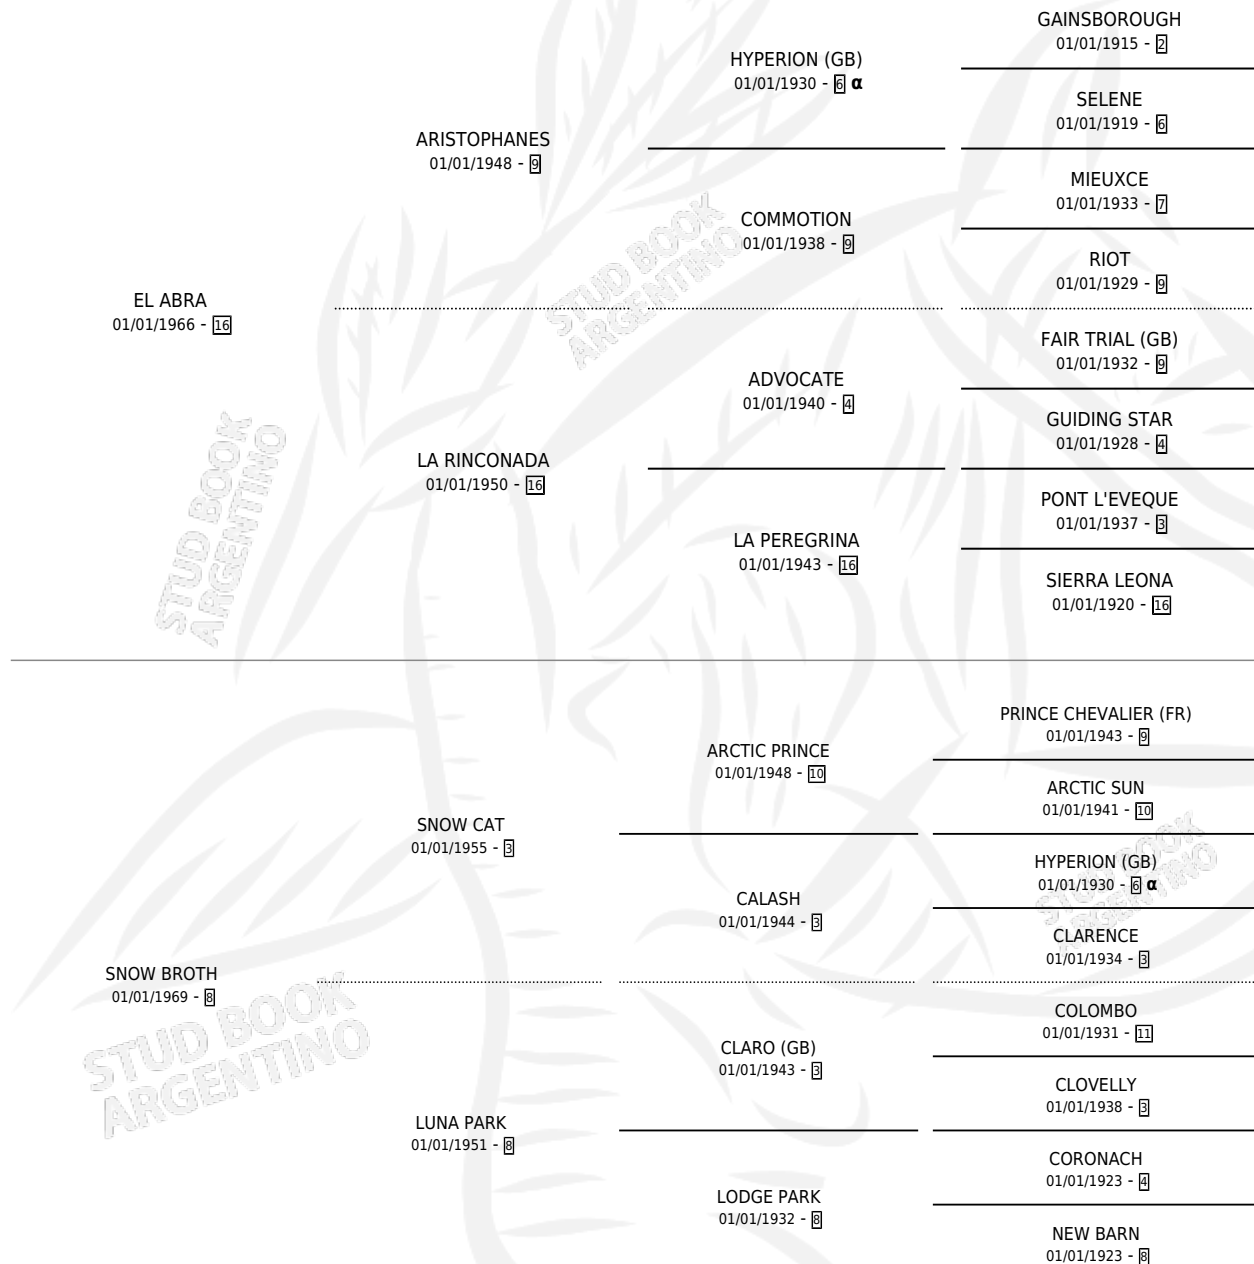 GAINSBOROUGH
01/01/1915 - 2
HYPERION (GB)
01/01/1930 - 6 α
SELENE
01/01/1919 - 6
ARISTOPHANES
01/01/1948 - 9
MIEUXCE
01/01/1933 - 7
COMMOTION
01/01/1938 - 9
RIOT
01/01/1929 - 9
EL ABRA
01/01/1966 - 16
FAIR TRIAL (GB)
01/01/1932 - 9
ADVOCATE
01/01/1940 - 4
GUIDING STAR
01/01/1928 - 4
LA RINCONADA
01/01/1950 - 16
PONT L'EVEQUE
01/01/1937 - 3
LA PEREGRINA
01/01/1943 - 16
SIERRA LEONA
01/01/1920 - 16
PRINCE CHEVALIER (FR)
01/01/1943 - 9
ARCTIC PRINCE
01/01/1948 - 10
ARCTIC SUN
01/01/1941 - 10
SNOW CAT
01/01/1955 - 3
HYPERION (GB)
01/01/1930 - 6 α
CALASH
01/01/1944 - 3
CLARENCE
01/01/1934 - 3
SNOW BROTH
01/01/1969 - 8
COLOMBO
01/01/1931 - 11
CLARO (GB)
01/01/1943 - 3
CLOVELLY
01/01/1938 - 3
LUNA PARK
01/01/1951 - 8
CORONACH
01/01/1923 - 4
LODGE PARK
01/01/1932 - 8
NEW BARN
01/01/1923 - 8
STUD BOOK
ARGENTINO
STUD BOOK
ARGENTINO
STUD BOOK
ARGENTINO
STUD BOOK
ARGENTINO